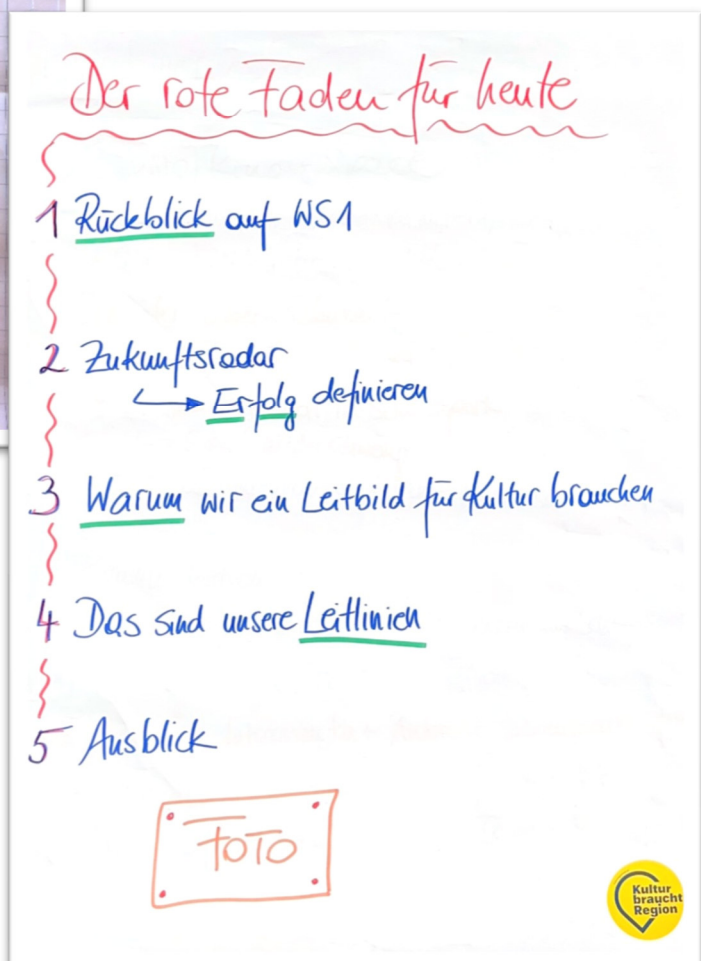 Der rote Faden für heute
1 Rückblick auf WS1
2 Zukunftsradar
Erfolg definieren
3 Warum wir ein Leitbild für Kultur brauchen
4 Das sind unsere Leitlinien
5 Ausblick
FOTO
Kultur
braucht
Region